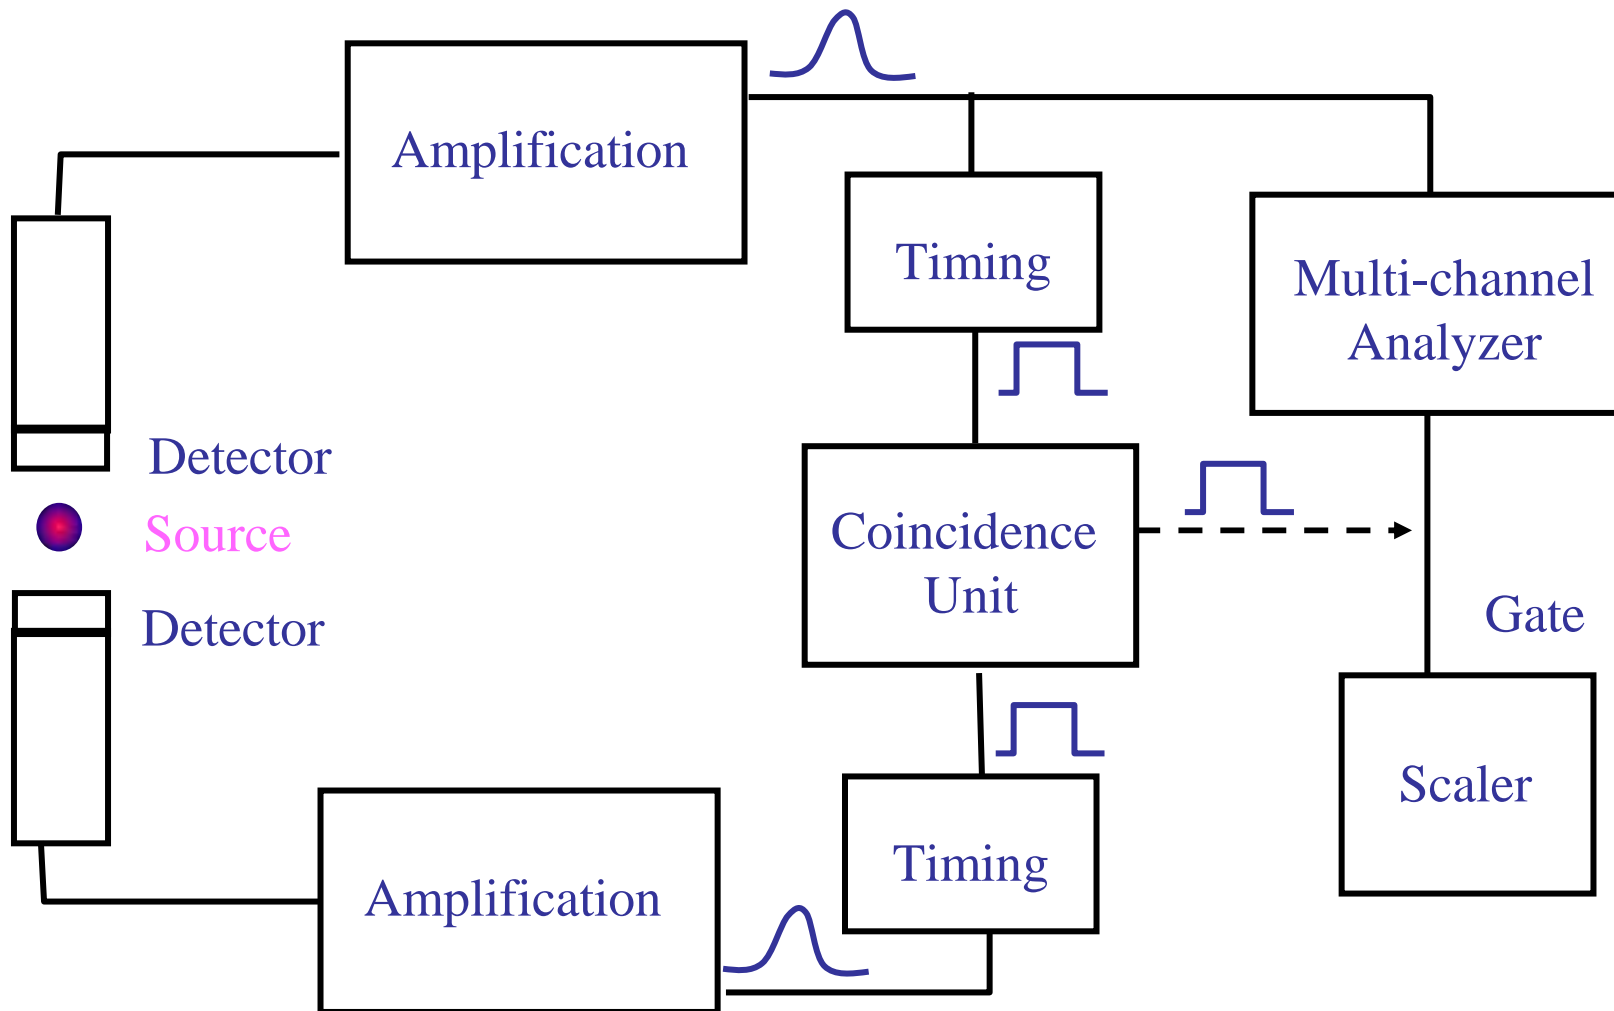 Amplification
Timing
Multi-channel
Analyzer
Detector
Source
Coincidence
Unit
Detector
Gate
Scaler
Timing
Amplification